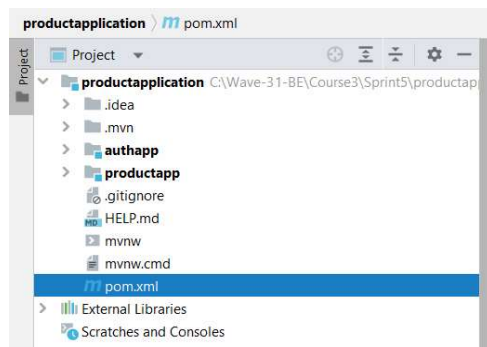 productapplication > m pom.xml
Project
Project
productapplication C:\Wave-31-BE\Course3\Sprint5\productap
.idea
.mvn
authapp
productapp
.gitignore
MD HELP.md
mvnw
mvnw.cmd
m pom.xml
External Libraries
Scratches and Consoles